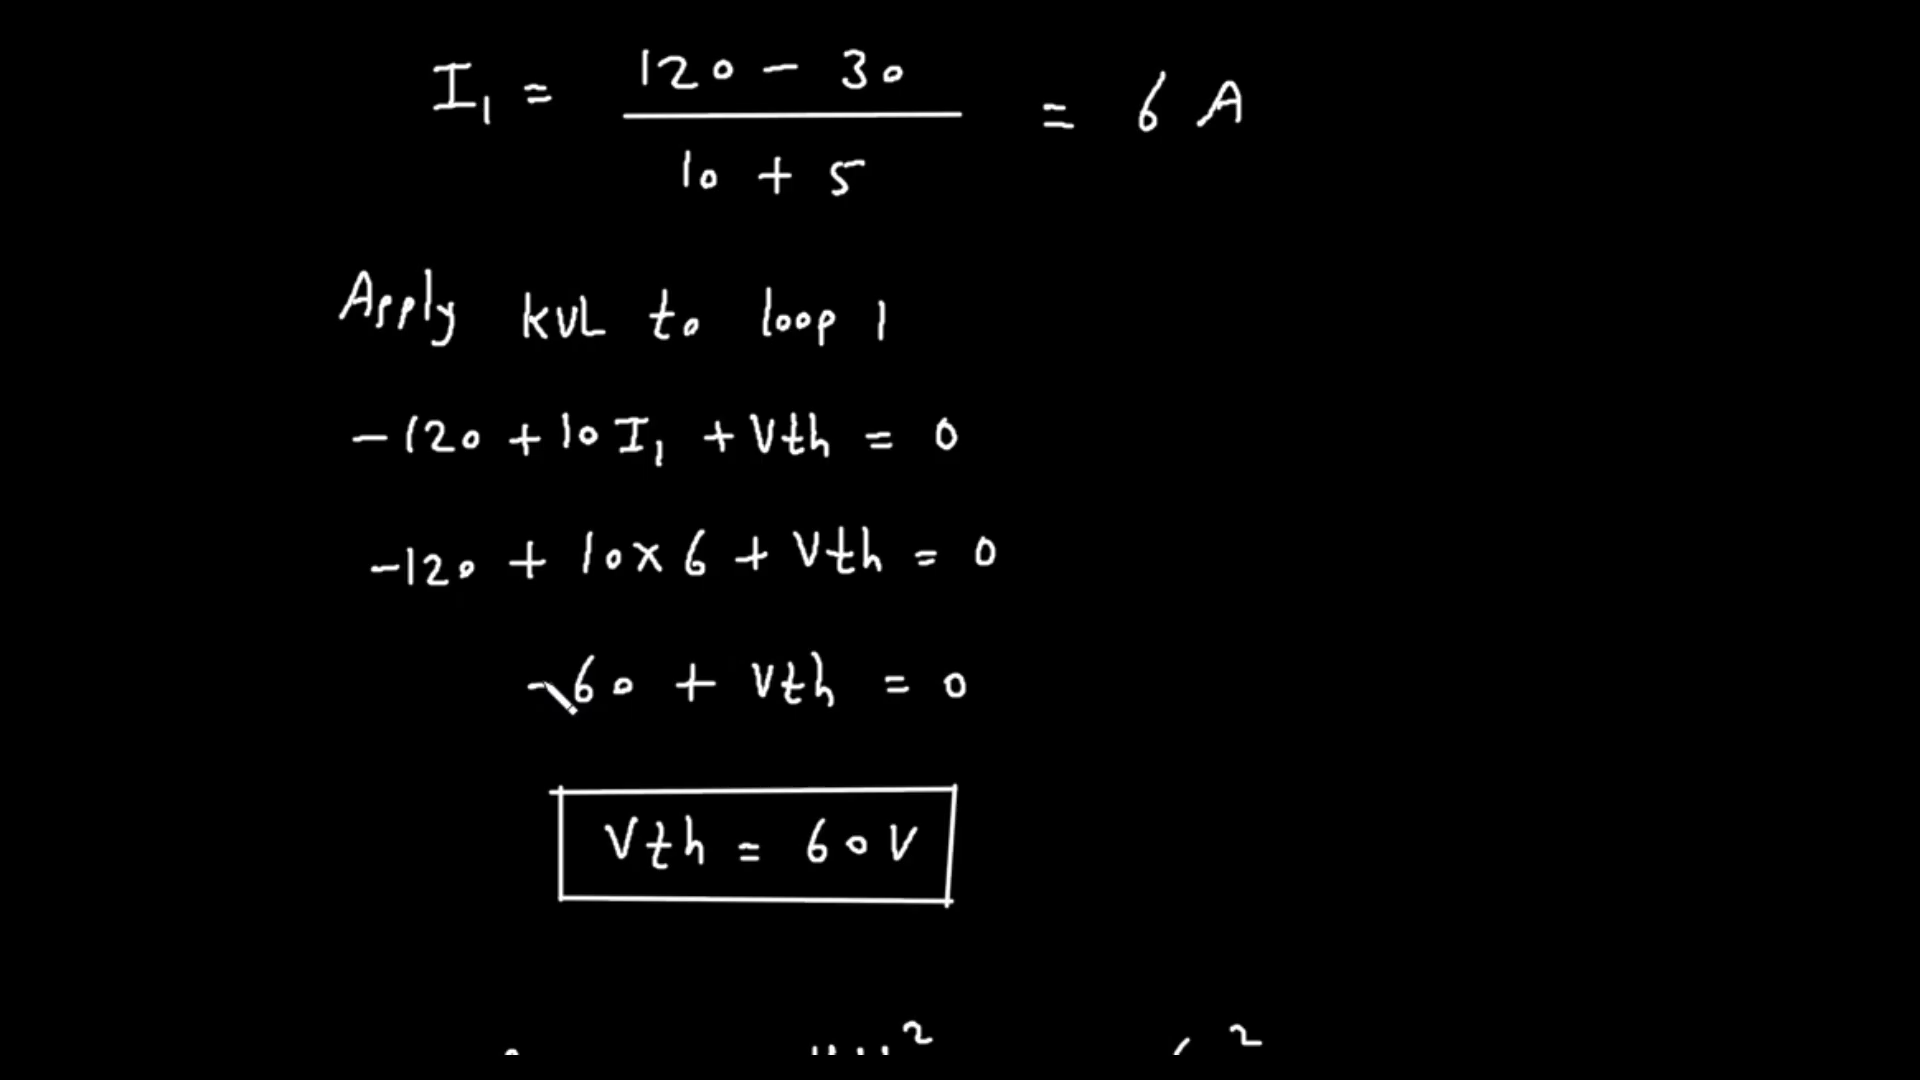 I₁ = 120 - 30 / 10 + 5 = 6 A
Apply KVL to loop 1
-120 + 10 I₁ + Vth = 0
-120 + 10 x 6 + Vth = 0
-60 + Vth = 0
Vth = 60 V